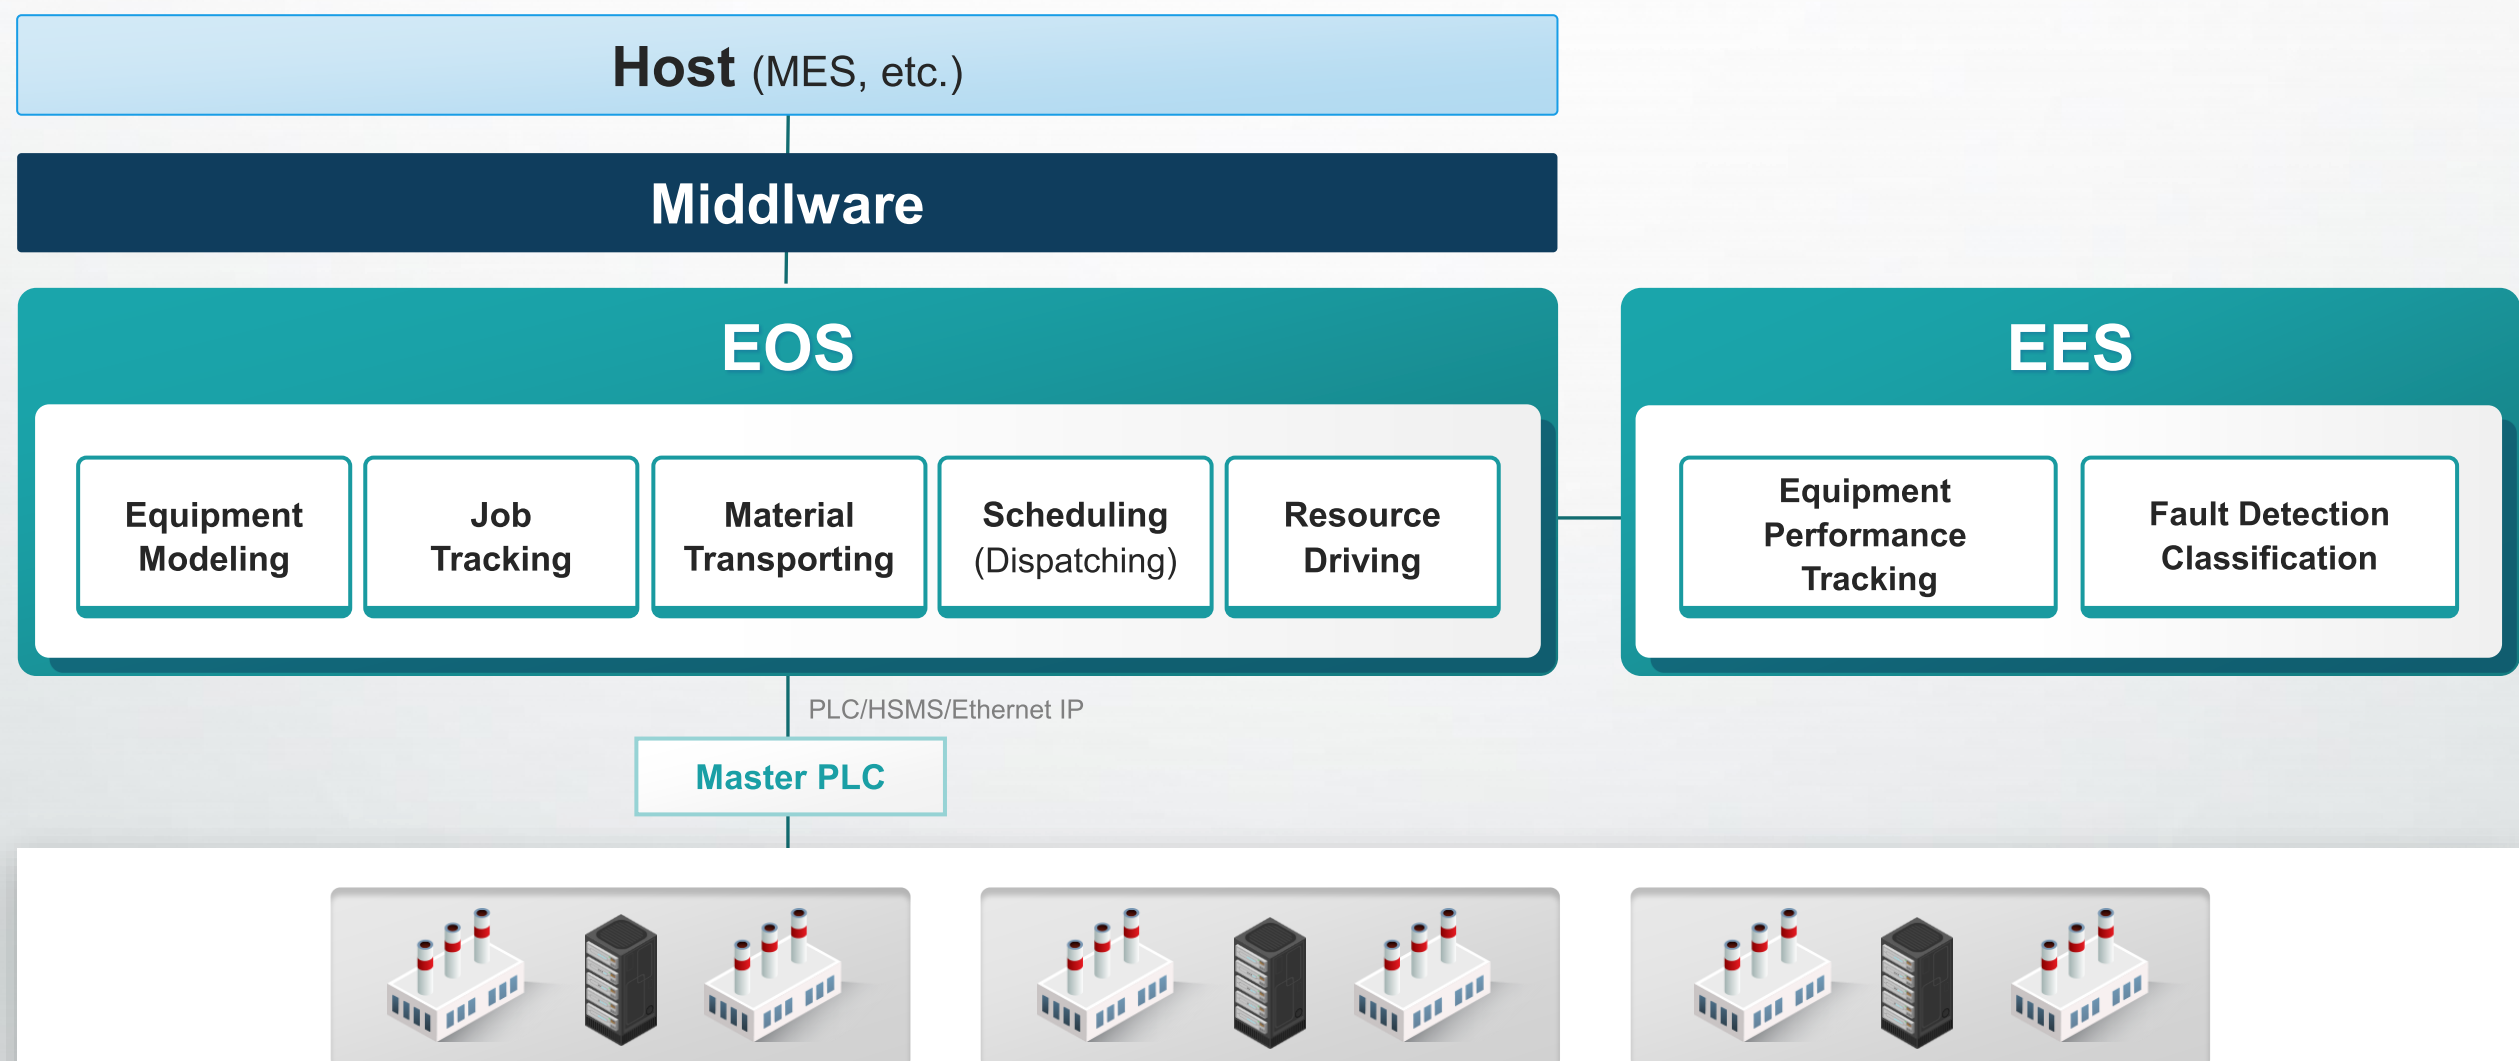 Host (MES, etc.)
Middlware
EOS
Equipment
Modeling
Job
Tracking
Material
Transporting
Scheduling
(Dispatching)
Resource
Driving
EES
Equipment
Performance
Tracking
Fault Detection
Classification
PLC/HSMS/Ethernet IP
Master PLC